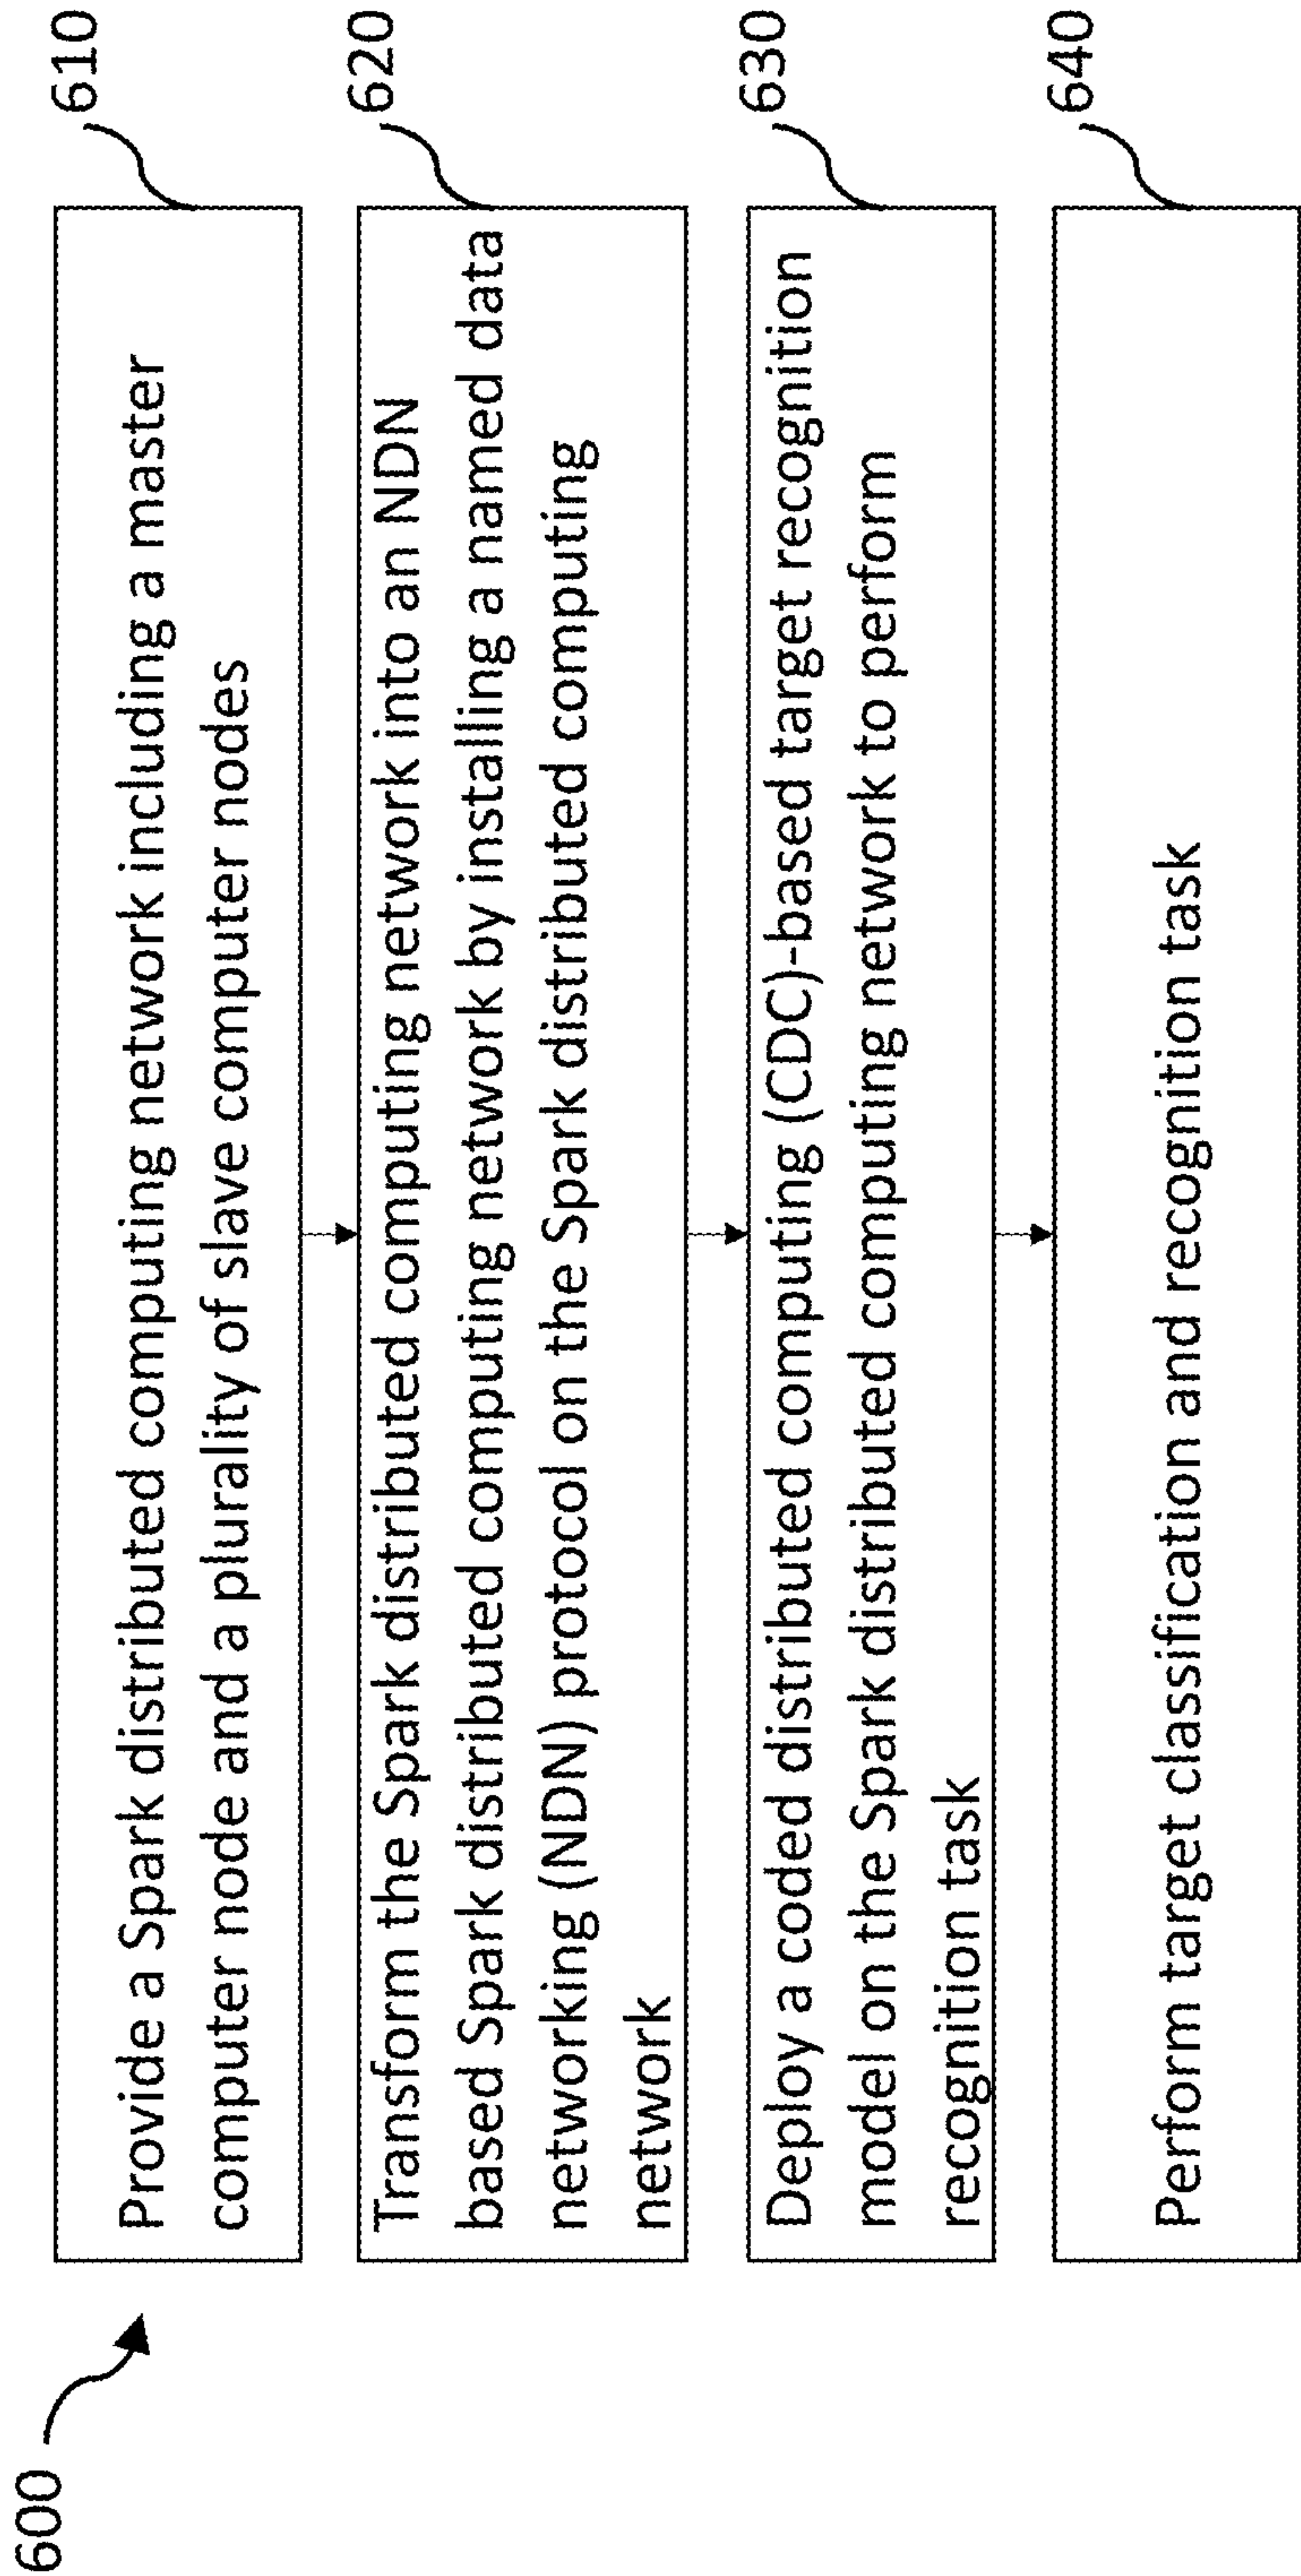 600
610
Provide a Spark distributed computing network including a master
computer node and a plurality of slave computer nodes
620
Transform the Spark distributed computing network into an NDN
based Spark distributed computing network by installing a named data
networking (NDN) protocol on the Spark distributed computing
network
630
Deploy a coded distributed computing (CDC)-based target recognition
model on the Spark distributed computing network to perform
recognition task
640
Perform target classification and recognition task